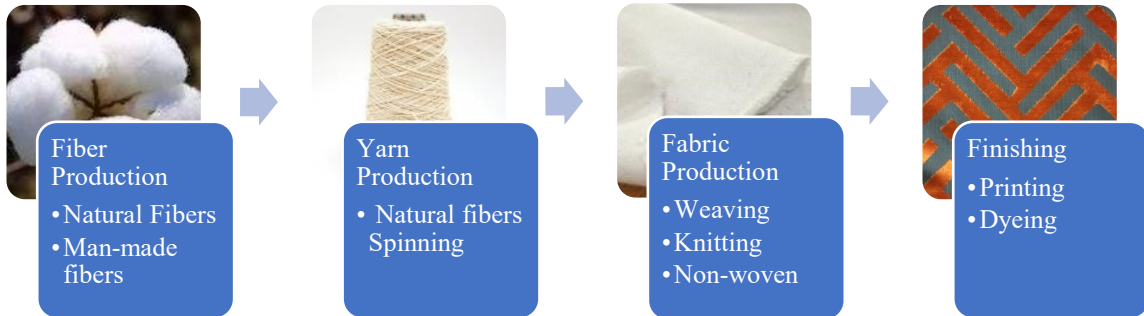 Fiber
Production
•Natural Fibers
•Man-made
fibers
Yarn
Production
• Natural fibers
Spinning
Fabric
Production
•Weaving
•Knitting
•Non-woven
Finishing
•Printing
•Dyeing